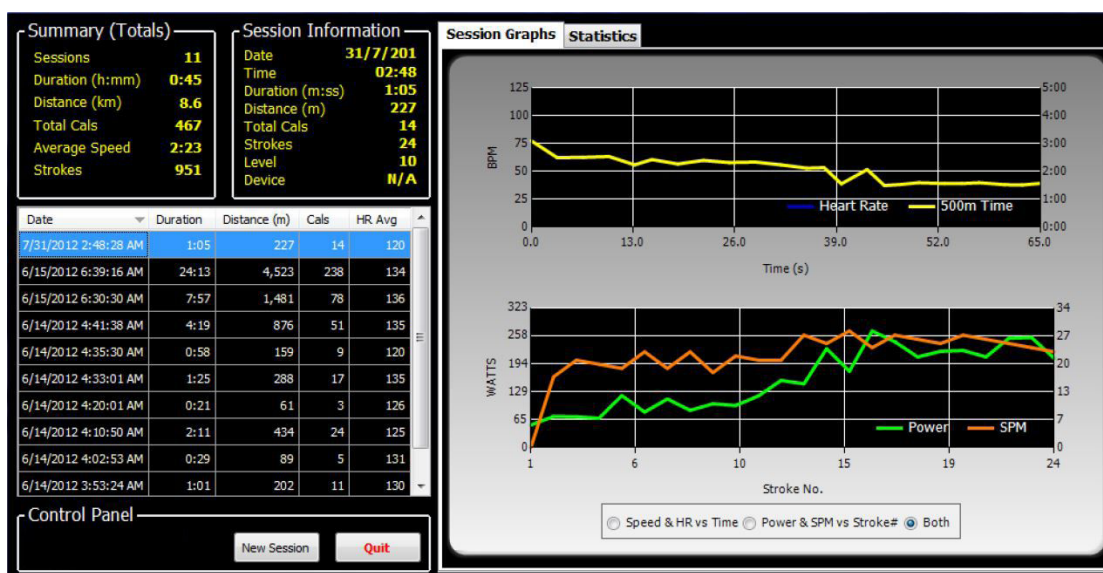 Summary (Totals)
Sessions 11
Duration (h:mm) 0:45
Distance (km) 8.6
Total Cals 467
Average Speed 2:23
Strokes 951
Session Information
Date 31/7/201
Time 02:48
Duration (m:ss) 1:05
Distance (m) 227
Total Cals 14
Strokes 24
Level 10
Device N/A
Date Duration Distance (m) Cals HR Avg
7/31/2012 2:48:28 AM 1:05 227 14 120
6/15/2012 6:39:16 AM 24:13 4,523 238 134
6/15/2012 6:30:30 AM 7:57 1,481 78 136
6/14/2012 4:41:38 AM 4:19 876 51 135
6/14/2012 4:35:30 AM 0:58 159 9 120
6/14/2012 4:33:01 AM 1:25 288 17 135
6/14/2012 4:20:01 AM 0:21 61 3 126
6/14/2012 4:10:50 AM 2:11 434 24 125
6/14/2012 4:02:53 AM 0:29 89 5 131
6/14/2012 3:53:24 AM 1:01 202 11 130
Control Panel
New Session Quit
Session Graphs Statistics
125 5:00
100 4:00
75 3:00
BPM
50 2:00
25 1:00
Heart Rate 500m Time
0 0:00
0.0 13.0 26.0 39.0 52.0 65.0
Time (s)
323 34
258 27
194 20
WATTS
129 13
65 7
Power SPM
0 0
1 6 10 15 19 24
Stroke No.
Speed & HR vs Time Power & SPM vs Stroke# Both